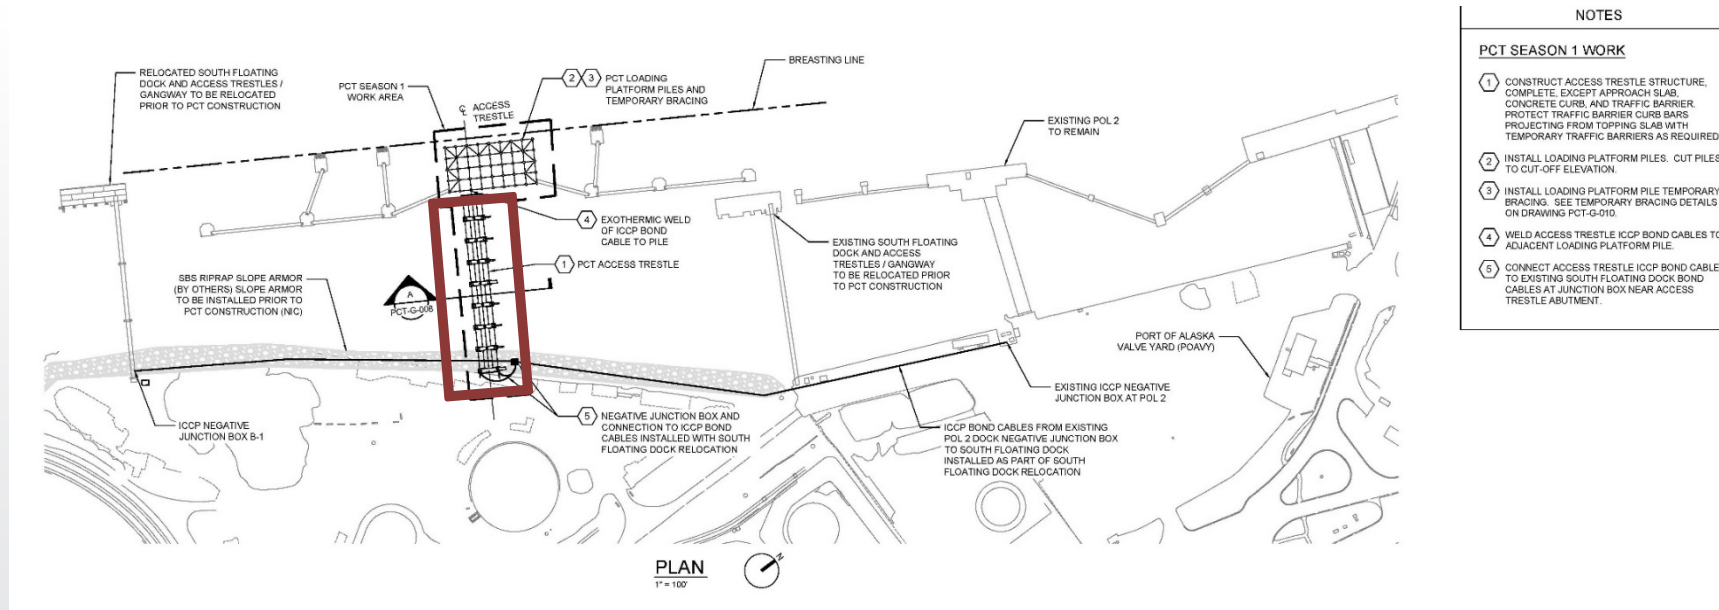 RELOCATED SOUTH FLOATING
DOCK AND ACCESS TRESTLES /
GANGWAY TO BE RELOCATED
PRIOR TO PCT CONSTRUCTION
PCT SEASON 1
WORK AREA
℄ ACCESS
TRESTLE
2 3 PCT LOADING
PLATFORM PILES AND
TEMPORARY BRACING
BREASTING LINE
EXISTING POL 2
TO REMAIN
4 EXOTHERMIC WELD
OF ICCP BOND
CABLE TO PILE
1 PCT ACCESS TRESTLE
EXISTING SOUTH FLOATING
DOCK AND ACCESS
TRESTLES / GANGWAY
TO BE RELOCATED PRIOR
TO PCT CONSTRUCTION
SBS RIPRAP SLOPE ARMOR
(BY OTHERS) SLOPE ARMOR
TO BE INSTALLED PRIOR TO
PCT CONSTRUCTION (NIC)
A
PCT-G-008
PORT OF ALASKA
VALVE YARD (POAVY)
EXISTING ICCP NEGATIVE
JUNCTION BOX AT POL 2
ICCP NEGATIVE
JUNCTION BOX B-1
5 NEGATIVE JUNCTION BOX AND
CONNECTION TO ICCP BOND
CABLES INSTALLED WITH SOUTH
FLOATING DOCK RELOCATION
ICCP BOND CABLES FROM EXISTING
POL 2 DOCK NEGATIVE JUNCTION BOX
TO SOUTH FLOATING DOCK
INSTALLED AS PART OF SOUTH
FLOATING DOCK RELOCATION
PLAN
1" = 100'
N
NOTES
PCT SEASON 1 WORK
1 CONSTRUCT ACCESS TRESTLE STRUCTURE,
COMPLETE, EXCEPT APPROACH SLAB,
CONCRETE CURB, AND TRAFFIC BARRIER.
PROTECT TRAFFIC BARRIER CURB BARS
PROJECTING FROM TOPPING SLAB WITH
TEMPORARY TRAFFIC BARRIERS AS REQUIRED
2 INSTALL LOADING PLATFORM PILES. CUT PILES
TO CUT-OFF ELEVATION.
3 INSTALL LOADING PLATFORM PILE TEMPORARY
BRACING. SEE TEMPORARY BRACING DETAILS
ON DRAWING PCT-G-010.
4 WELD ACCESS TRESTLE ICCP BOND CABLES TO
ADJACENT LOADING PLATFORM PILE.
5 CONNECT ACCESS TRESTLE ICCP BOND CABLE
TO EXISTING SOUTH FLOATING DOCK BOND
CABLES AT JUNCTION BOX NEAR ACCESS
TRESTLE ABUTMENT.